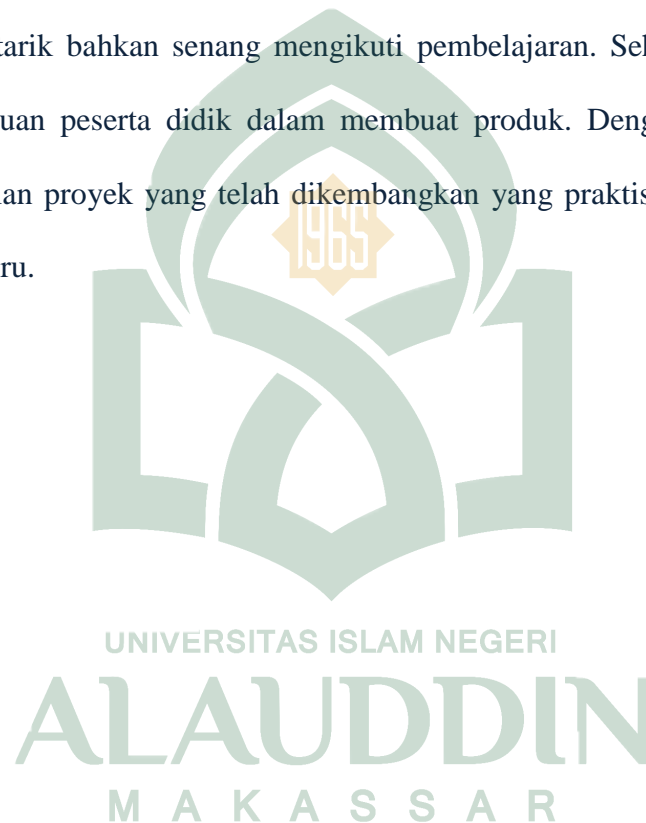 tarik bahkan senang mengikuti pembelajaran. Sel
uan peserta didik dalam membuat produk. Deng
an proyek yang telah dikembangkan yang praktis
ru.
1965
UNIVERSITAS ISLAM NEGERI
ALAUDDIN
MAKASSAR